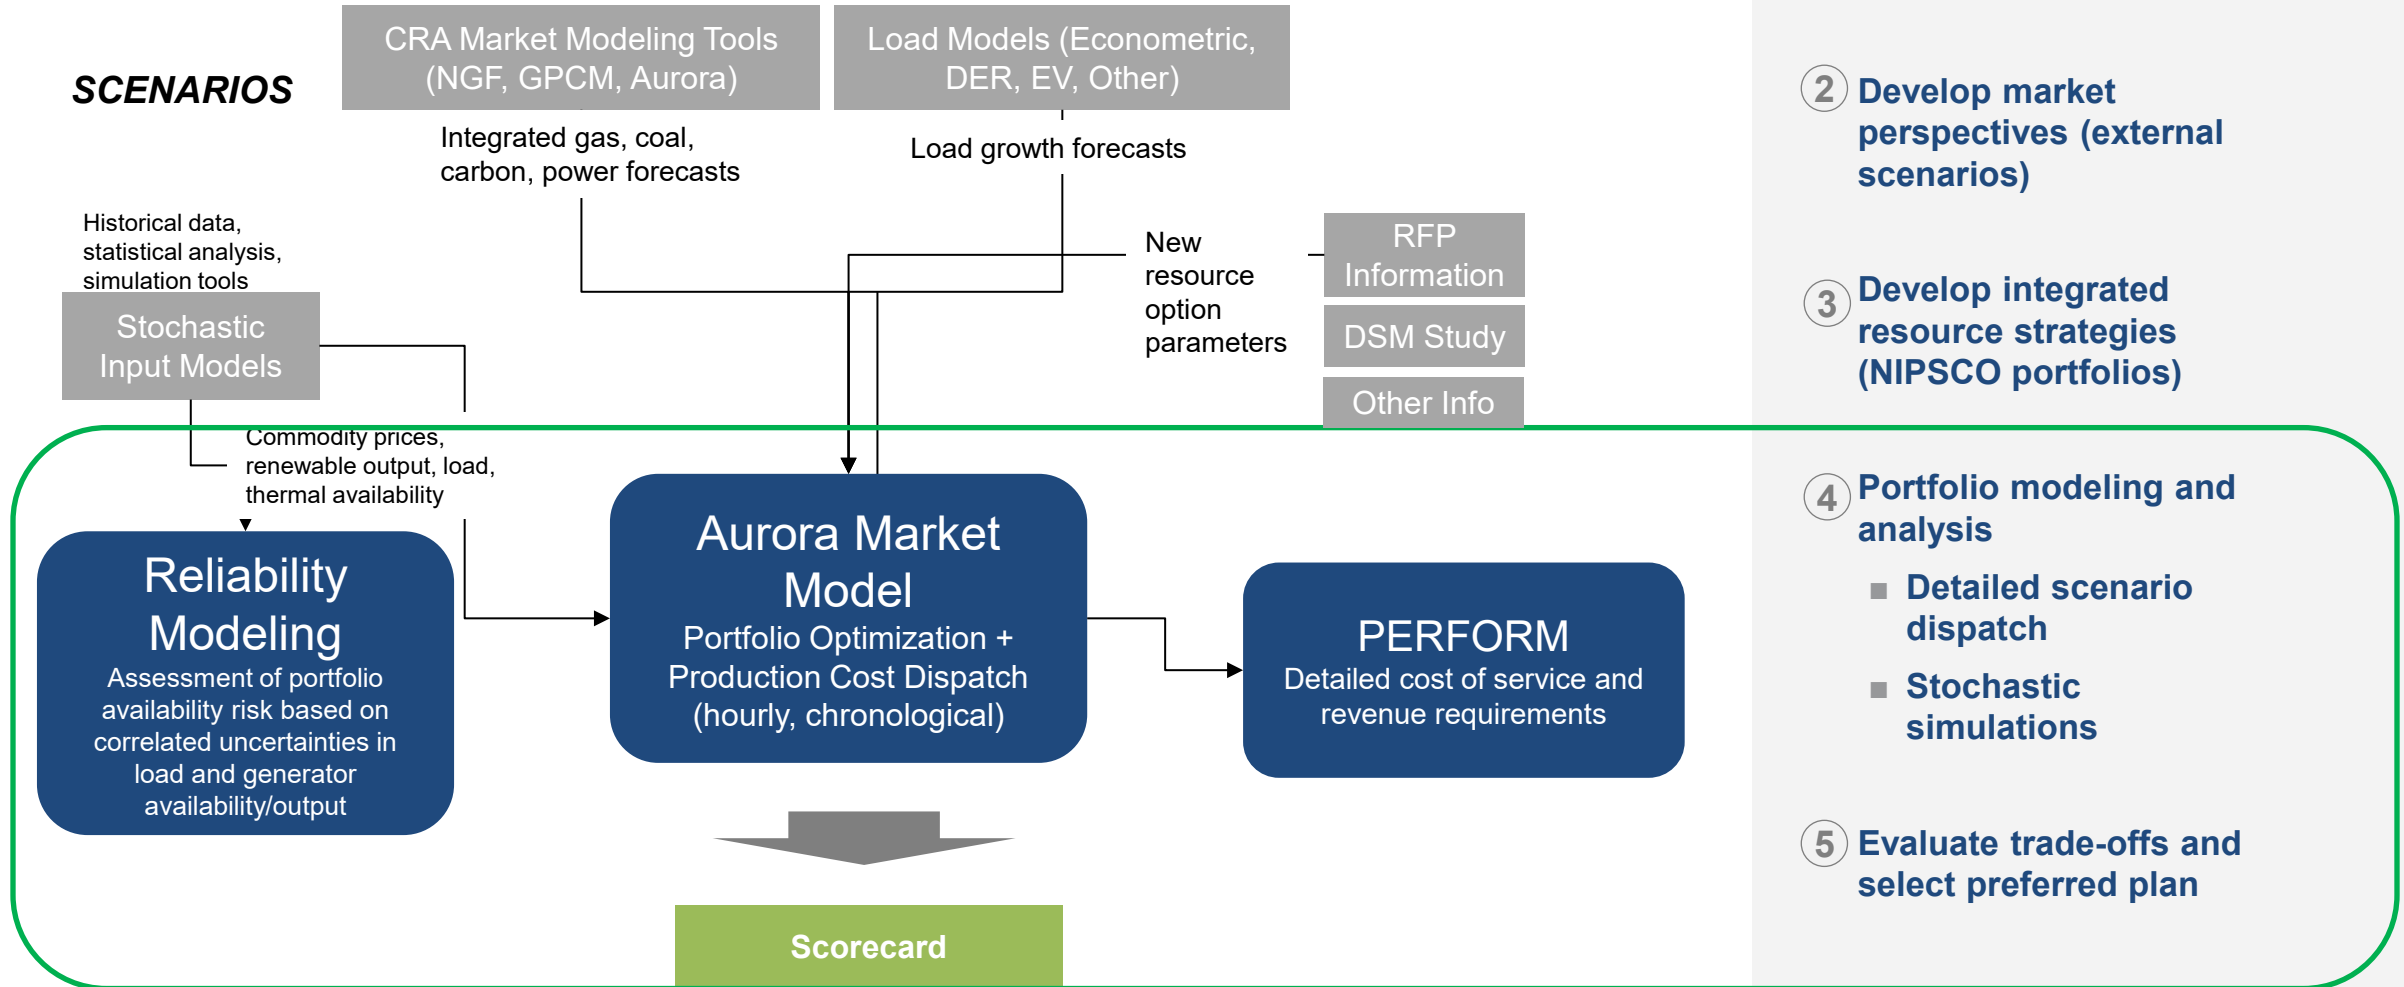 SCENARIOS
CRA Market Modeling Tools
(NGF, GPCM, Aurora)
Load Models (Econometric,
DER, EV, Other)
Integrated gas, coal,
carbon, power forecasts
Load growth forecasts
Historical data,
statistical analysis,
simulation tools
Stochastic
Input Models
New
resource
option
parameters
RFP
Information
DSM Study
Other Info
Commodity prices,
renewable output, load,
thermal availability
Reliability
Modeling
Assessment of portfolio
availability risk based on
correlated uncertainties in
load and generator
availability/output
Aurora Market
Model
Portfolio Optimization +
Production Cost Dispatch
(hourly, chronological)
PERFORM
Detailed cost of service and
revenue requirements
Scorecard
2 Develop market
perspectives (external
scenarios)
3 Develop integrated
resource strategies
(NIPSCO portfolios)
4 Portfolio modeling and
analysis
■ Detailed scenario
dispatch
■ Stochastic
simulations
5 Evaluate trade-offs and
select preferred plan